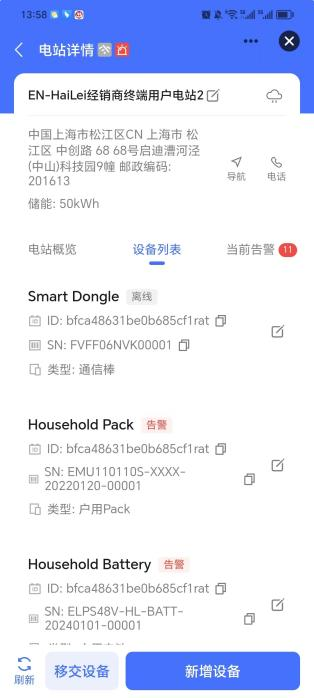 13:58
电站详情
EN-HaiLei经销商终端用户电站2
中国上海市松江区CN 上海市 松
江区 中创路 68 68号启迪漕河泾
(中山)科技园9幢 邮政编码:
201613
导航
电话
储能: 50kWh
电站概览
设备列表
当前告警 11
Smart Dongle 离线
ID: bfca48631be0b685cf1rat
SN: FVFF06NVK00001
类型: 通信棒
Household Pack 告警
ID: bfca48631be0b685cf1rat
SN: EMU110110S-XXXX-
20220120-00001
类型: 户用Pack
Household Battery 告警
ID: bfca48631be0b685cf1rat
SN: ELPS48V-HL-BATT-
20240101-00001
刷新
移交设备
新增设备